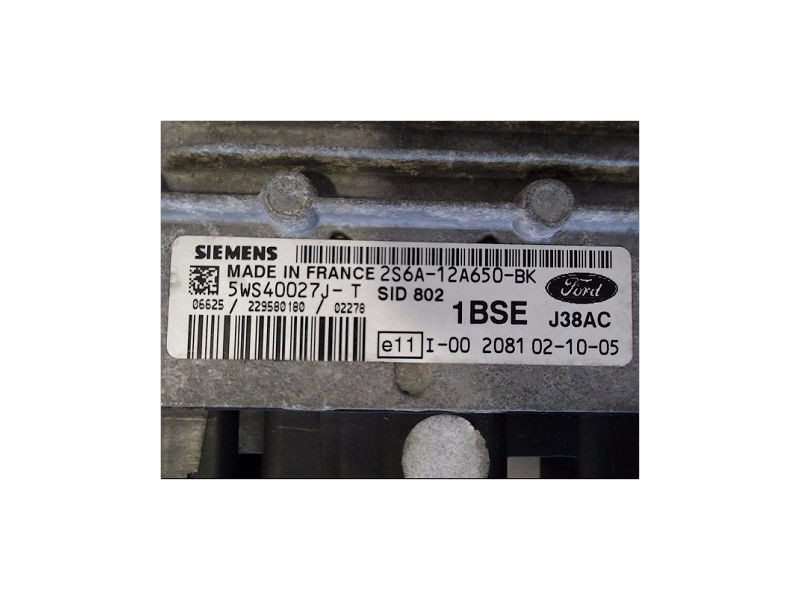 SIEMENS
MADE IN FRANCE 2S6A-12A650-BK
5WS40027J-T SID 802
Ford
06625 / 229580180 / 02278
1BSE J38AC
e11 I-00 2081 02-10-05